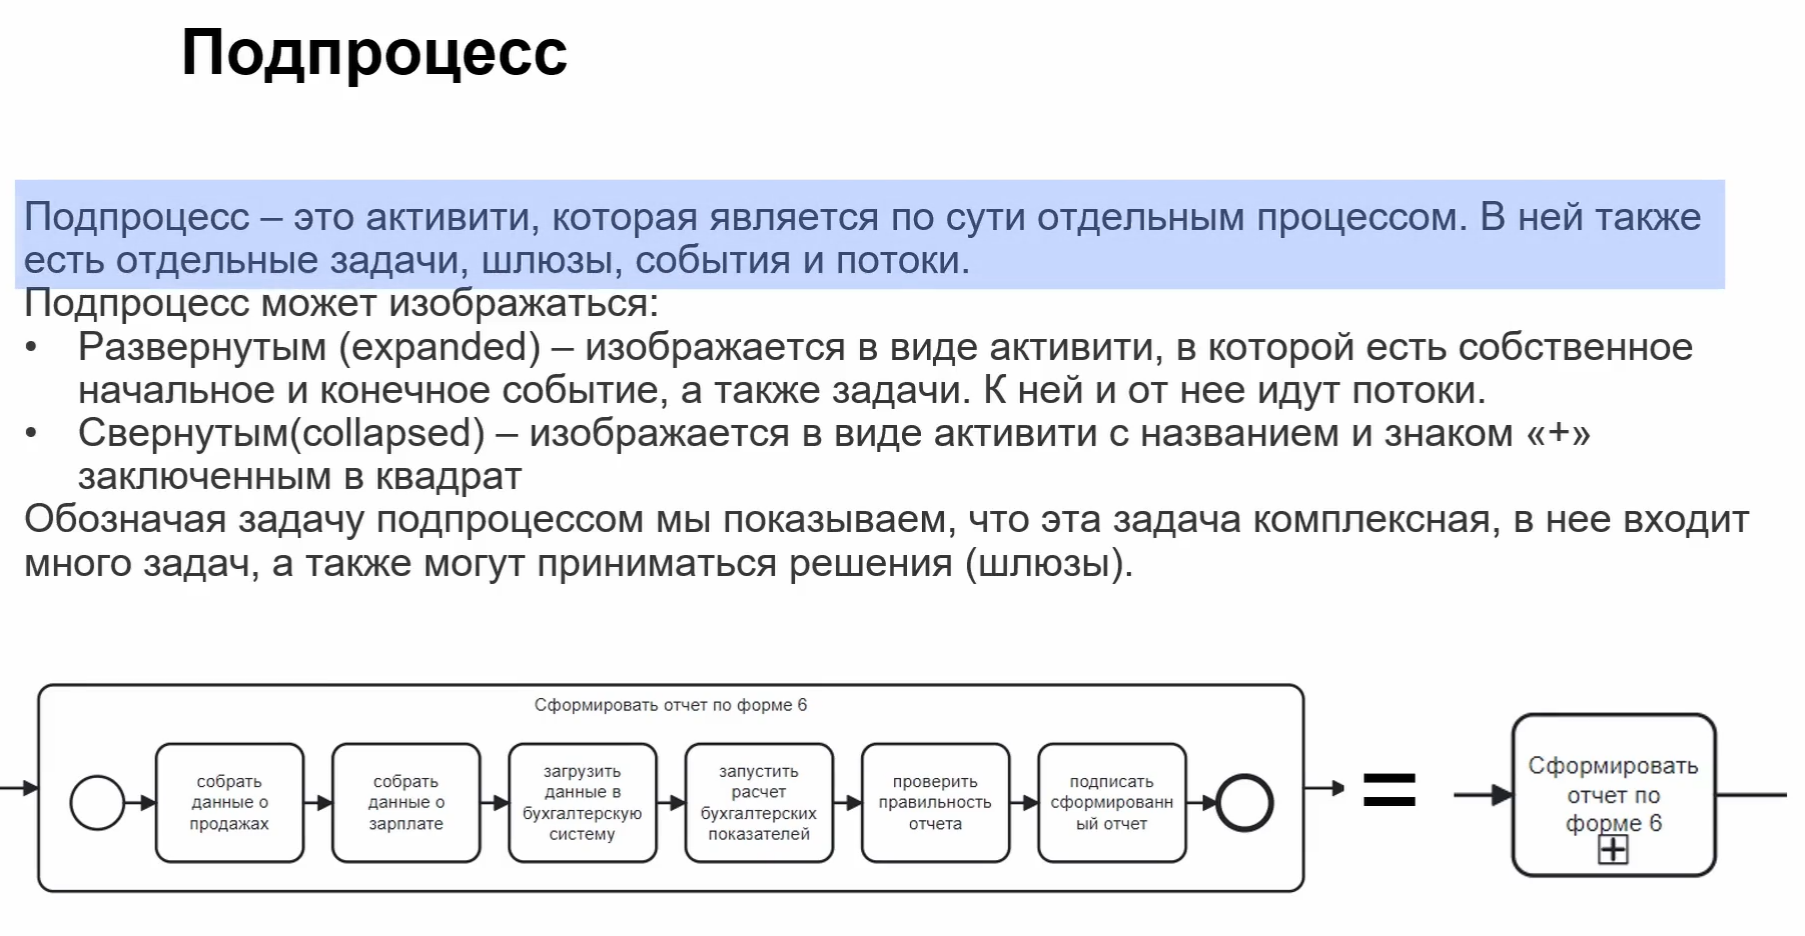 Подпроцесс
Подпроцесс – это активити, которая является по сути отдельным процессом. В ней также
есть отдельные задачи, шлюзы, события и потоки.
Подпроцесс может изображаться:
• Развернутым (expanded) – изображается в виде активити, в которой есть собственное
начальное и конечное событие, а также задачи. К ней и от нее идут потоки.
• Свернутым(collapsed) – изображается в виде активити с названием и знаком «+»
заключенным в квадрат
Обозначая задачу подпроцессом мы показываем, что эта задача комплексная, в нее входит
много задач, а также могут приниматься решения (шлюзы).
Сформировать отчет по форме 6
собрать
данные о
продажах
собрать
данные о
зарплате
загрузить
данные в
бухгалтерскую
систему
запустить
расчет
бухгалтерских
показателей
проверить
правильность
отчета
подписать
сформированн
ый отчет
=
Сформировать
отчет по
форме 6
+